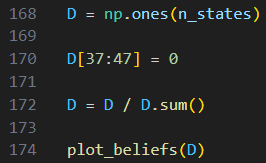 168 D = np.ones(n_states)
169
170 D[37:47] = 0
171
172 D = D / D.sum()
173
174 plot_beliefs(D)